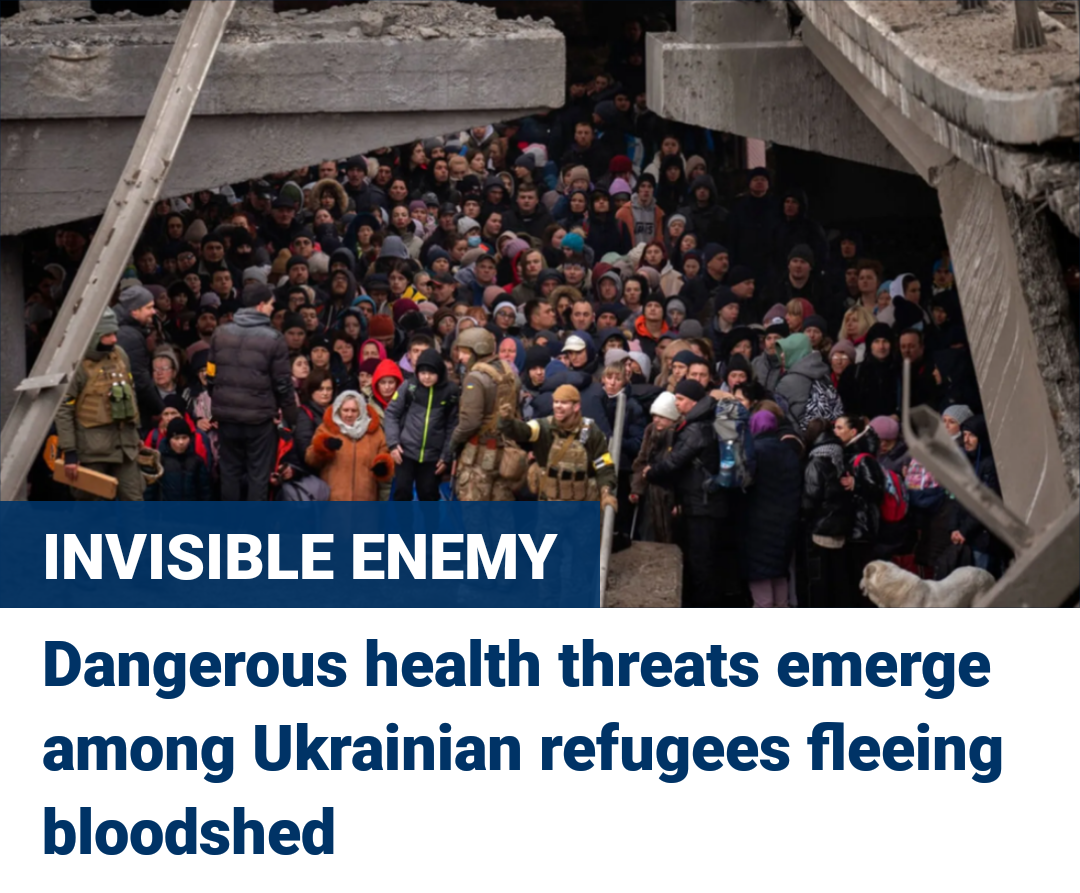 INVISIBLE ENEMY
Dangerous health threats emerge
among Ukrainian refugees fleeing
bloodshed